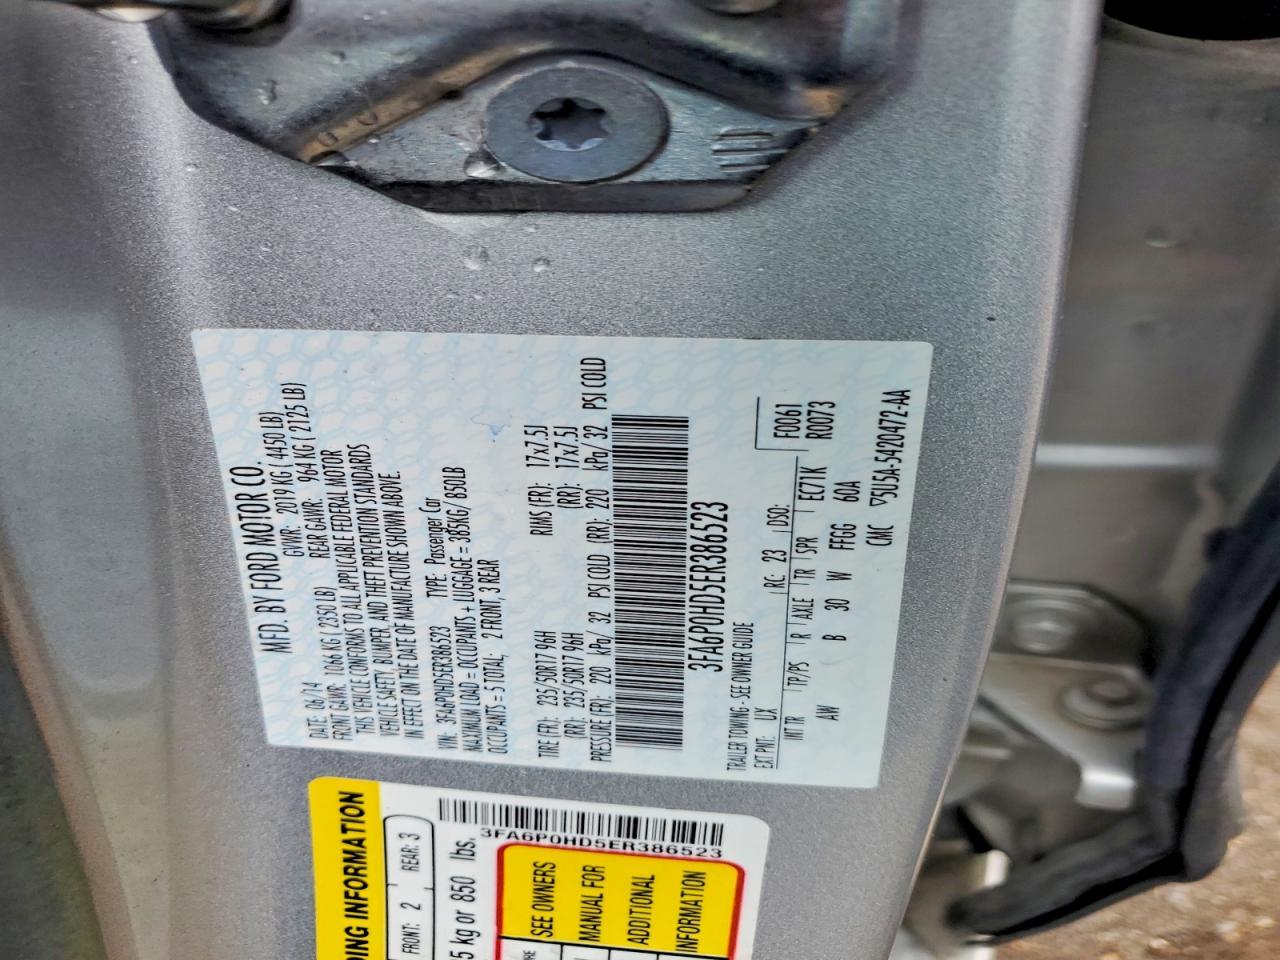 MFD. BY FORD MOTOR CO.
DATE: 06/14 GVWR: 2019 KG ( 4450 LB)
FRONT GAWR: 1066 KG ( 2350 LB) REAR GAWR: 964 KG ( 2125 LB)
THIS VEHICLE CONFORMS TO ALL APPLICABLE FEDERAL MOTOR
VEHICLE SAFETY, BUMPER, AND THEFT PREVENTION STANDARDS
IN EFFECT ON THE DATE OF MANUFACTURE SHOWN ABOVE.
VIN: 3FA6P0HD5ER386523 TYPE: Passenger Car
MAXIMUM LOAD = OCCUPANTS + LUGGAGE = 385KG/ 850LB
OCCUPANTS = 5 TOTAL; 2 FRONT, 3 REAR
TIRE (FR): 235/50R17 96H RIMS (FR): 17x7.5J
(RR): 235/50R17 96H (RR): 17x7.5J
PRESSURE (FR): 220 kPa/ 32 PSI COLD (RR): 220 kPa/ 32 PSI COLD
3FA6P0HD5ER386523
TRAILER TOWING - SEE OWNER GUIDE
EXT PNT: UX RC: 23 DSO: F0061
INT TR TP/PS R AXLE TR SPR EC71K R0073
AW B 30 W FFGG 60A
CMC ▽5U5A-5420472-AA
DING INFORMATION
FRONT: 2 REAR: 3
5 kg or 850 lbs.
3FA6P0HD5ER386523
SEE OWNERS
MANUAL FOR
ADDITIONAL
INFORMATION